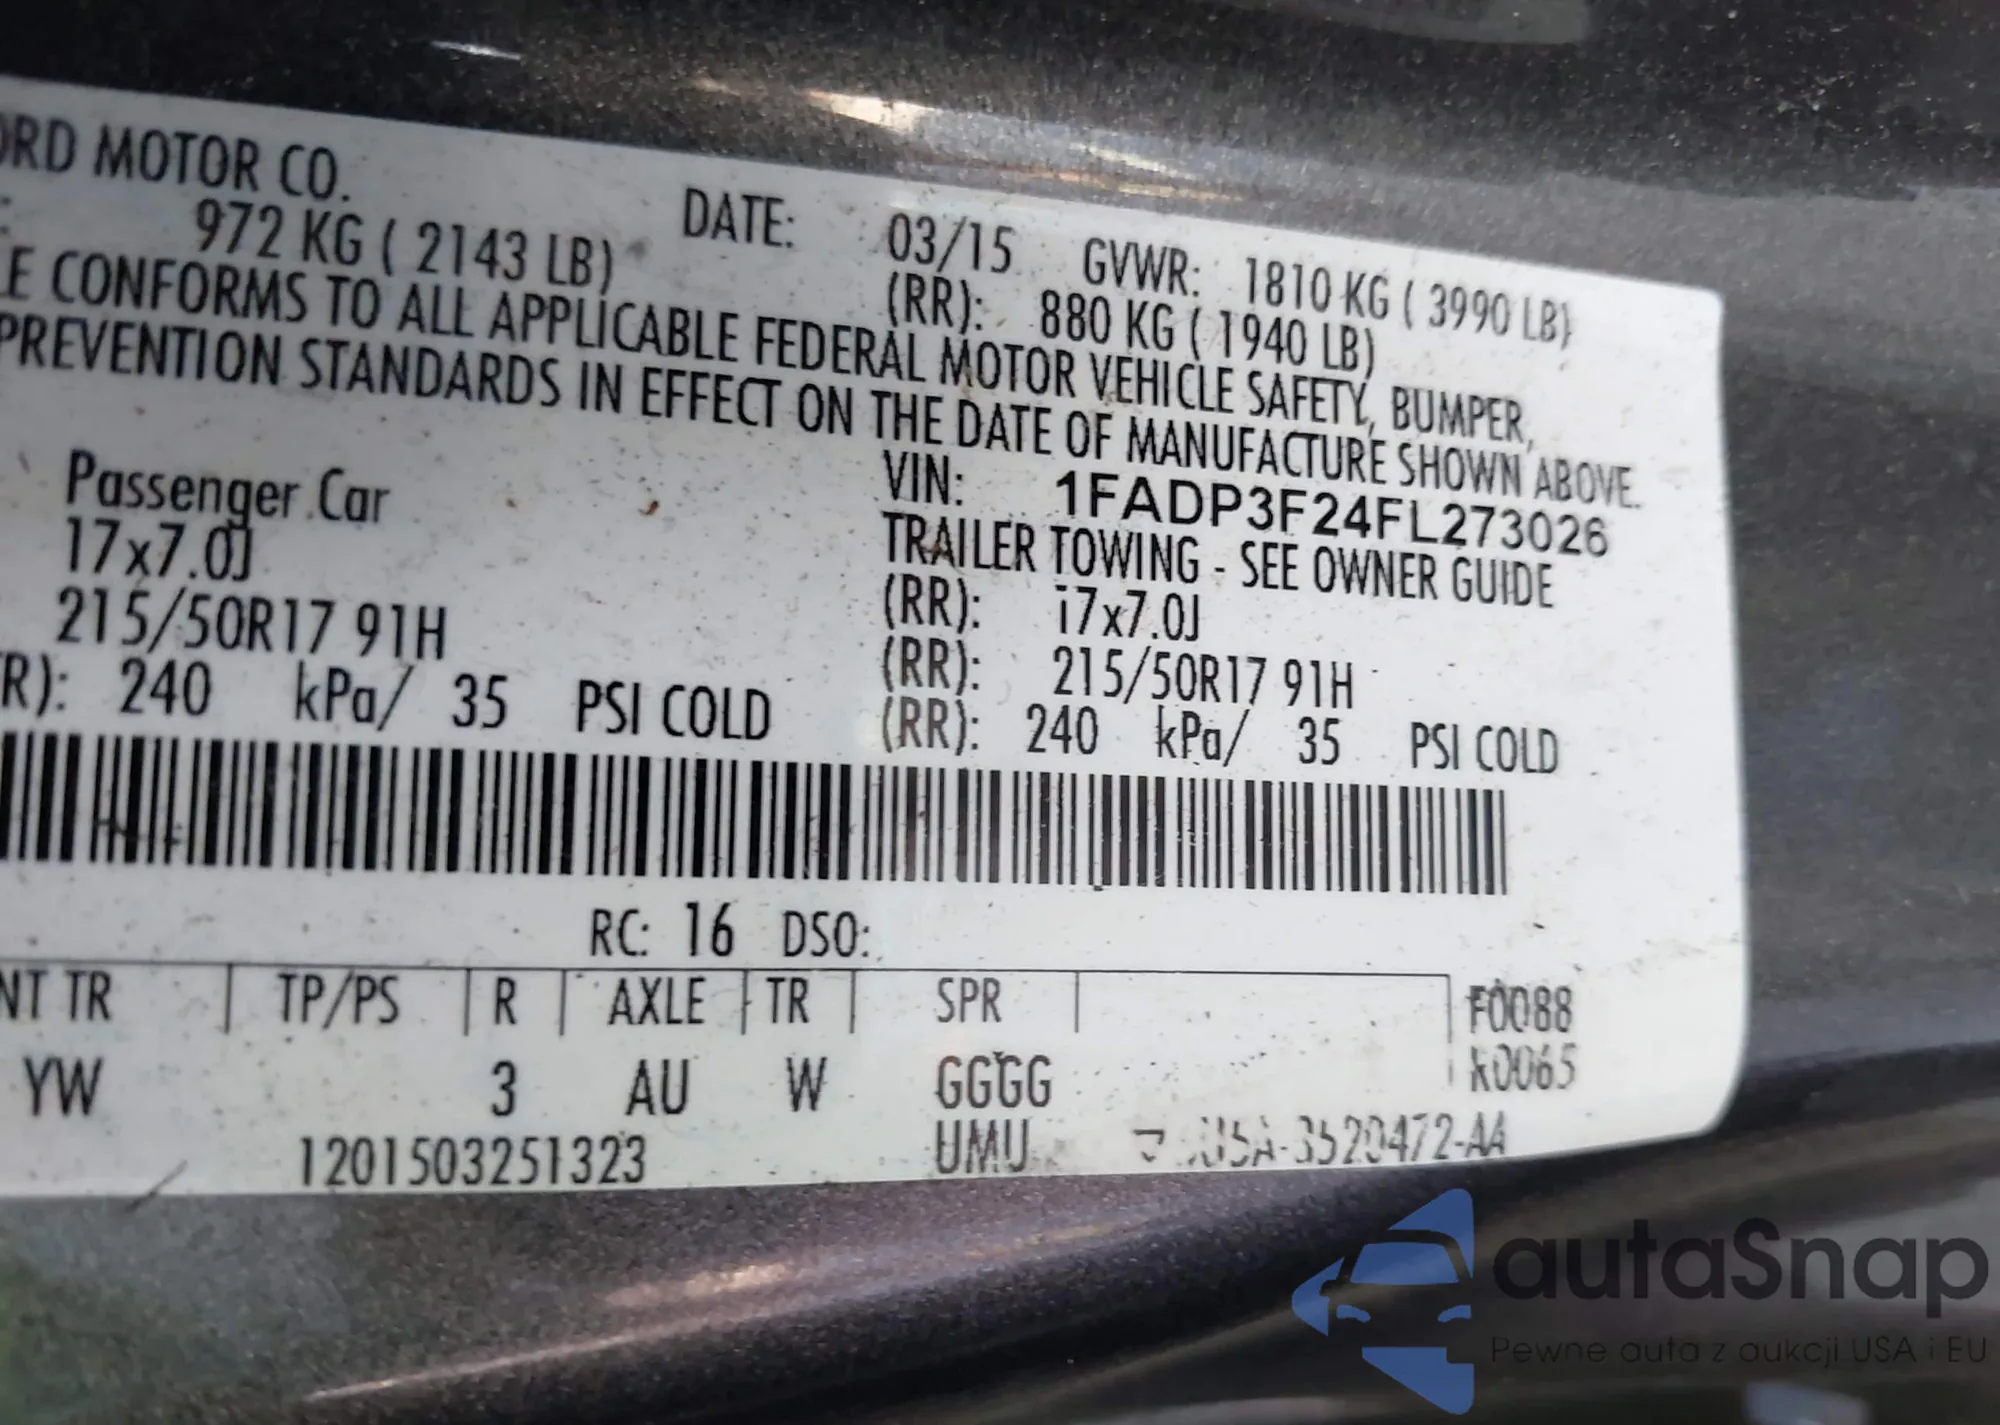 ORD MOTOR CO.
DATE: 03/15 GVWR: 1810 KG ( 3990 LB)
972 KG ( 2143 LB) (RR): 880 KG ( 1940 LB)
LE CONFORMS TO ALL APPLICABLE FEDERAL MOTOR VEHICLE SAFETY, BUMPER,
PREVENTION STANDARDS IN EFFECT ON THE DATE OF MANUFACTURE SHOWN ABOVE.
VIN: 1FADP3F24FL273026
Passenger Car TRAILER TOWING - SEE OWNER GUIDE
17x7.0J (RR): i7x7.0J
215/50R17 91H (RR): 215/50R17 91H
R): 240 kPa/ 35 PSI COLD (RR): 240 kPa/ 35 PSI COLD
RC: 16 DSO:
NT TR TP/PS R AXLE TR SPR F0088
YW 3 AU W GGGG K0065
1201503251323 UMU 3520472-AA
autaSnap
Pewne auta z aukcji USA i EU